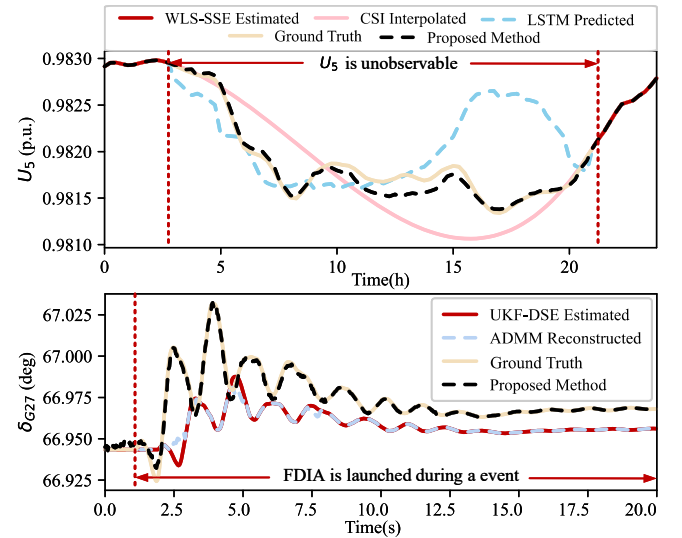 WLS-SSE Estimated CSI Interpolated LSTM Predicted
Ground Truth Proposed Method
U5 is unobservable
0.9830
0.9825
0.9820
0.9815
0.9810
U5 (p.u.)
0 5 10 15 20
Time(h)
UKF-DSE Estimated
ADMM Reconstructed
Ground Truth
Proposed Method
67.025
67.000
66.975
66.950
66.925
δG27 (deg)
FDIA is launched during a event
0.0 2.5 5.0 7.5 10.0 12.5 15.0 17.5 20.0
Time(s)